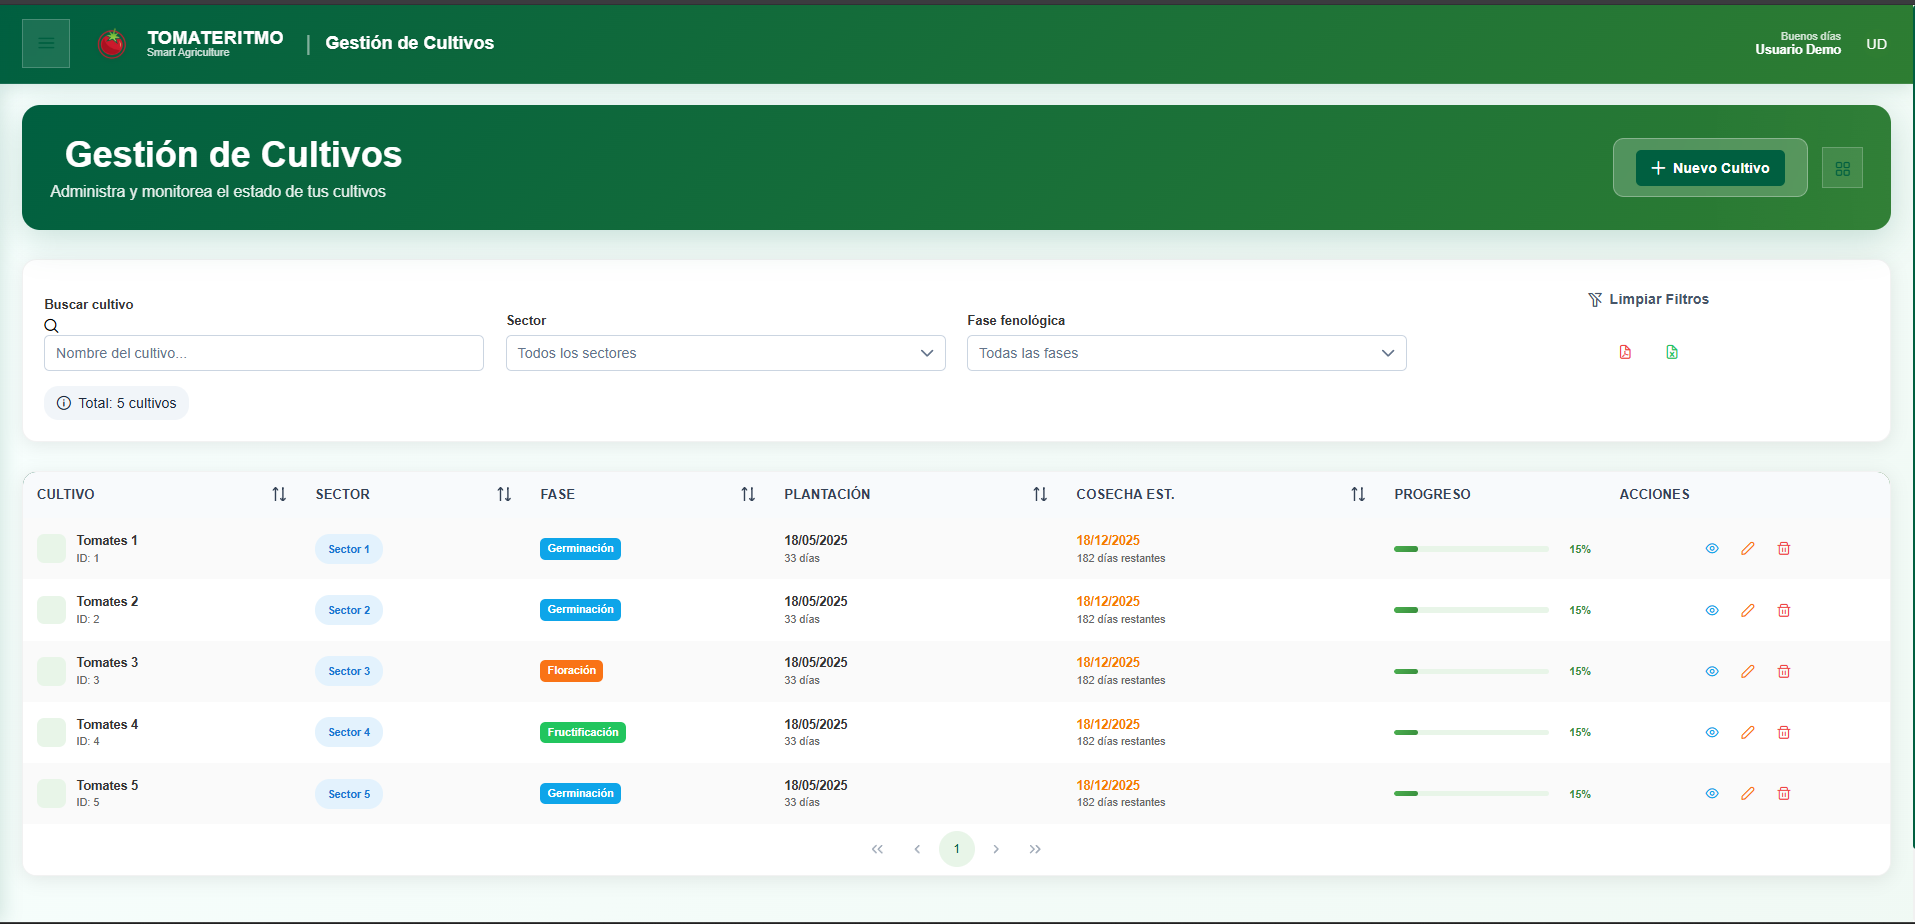 TOMATERITMO
Smart Agriculture
| Gestión de Cultivos
Buenos días
Usuario Demo
UD
Gestión de Cultivos
Administra y monitorea el estado de tus cultivos
Nuevo Cultivo
Buscar cultivo
Nombre del cultivo...
Sector
Todos los sectores
Fase fenológica
Todas las fases
Limpiar Filtros
Total: 5 cultivos
CULTIVO SECTOR FASE PLANTACIÓN COSECHA EST. PROGRESO ACCIONES
Tomates 1 Sector 1 Germinación 18/05/2025 18/12/2025 15%
ID: 1 33 días 182 días restantes
Tomates 2 Sector 2 Germinación 18/05/2025 18/12/2025 15%
ID: 2 33 días 182 días restantes
Tomates 3 Sector 3 Floración 18/05/2025 18/12/2025 15%
ID: 3 33 días 182 días restantes
Tomates 4 Sector 4 Fructificación 18/05/2025 18/12/2025 15%
ID: 4 33 días 182 días restantes
Tomates 5 Sector 5 Germinación 18/05/2025 18/12/2025 15%
ID: 5 33 días 182 días restantes
« ‹ 1 › »